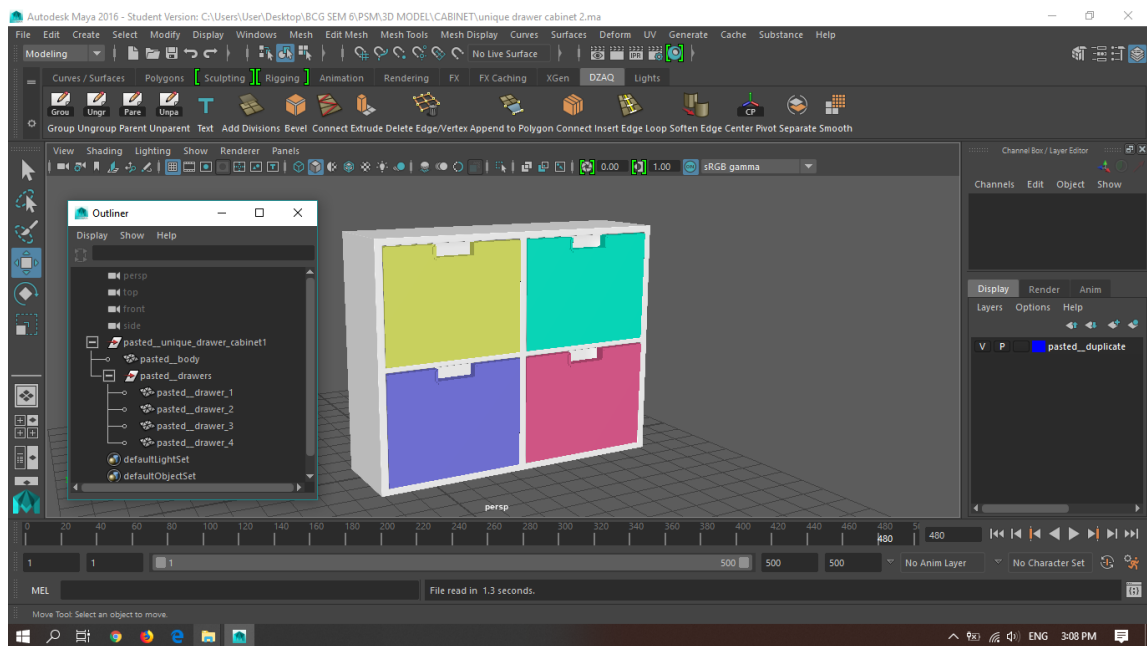 Autodesk Maya 2016 - Student Version: C:\Users\User\Desktop\BCG SEM 6\PSM\3D MODEL\CABINET\unique drawer cabinet 2.ma
File Edit Create Select Modify Display Windows Mesh Edit Mesh Mesh Tools Mesh Display Curves Surfaces Deform UV Generate Cache Substance Help
Modeling No Live Surface IPR
Curves / Surfaces Polygons Sculpting Rigging Animation Rendering FX FX Caching XGen DZAQ Lights
Grou Ungr Pare Unpa T CP
Group Ungroup Parent Unparent Text Add Divisions Bevel Connect Extrude Delete Edge/Vertex Append to Polygon Connect Insert Edge Loop Soften Edge Center Pivot Separate Smooth
View Shading Lighting Show Renderer Panels
0.00 1.00 sRGB gamma
Channel Box / Layer Editor
Channels Edit Object Show
Outliner
Display Show Help
persp
top
front
side
pasted__unique_drawer_cabinet1
pasted__body
pasted__drawers
pasted__drawer_1
pasted__drawer_2
pasted__drawer_3
pasted__drawer_4
defaultLightSet
defaultObjectSet
persp
Display Render Anim
Layers Options Help
V P pasted__duplicate
0 20 40 60 80 100 120 140 160 180 200 220 240 260 280 300 320 340 360 380 400 420 440 460 480
480 480
1 1 1 500 500 500 No Anim Layer No Character Set
MEL File read in 1.3 seconds.
Move Tool: Select an object to move.
ENG 3:08 PM